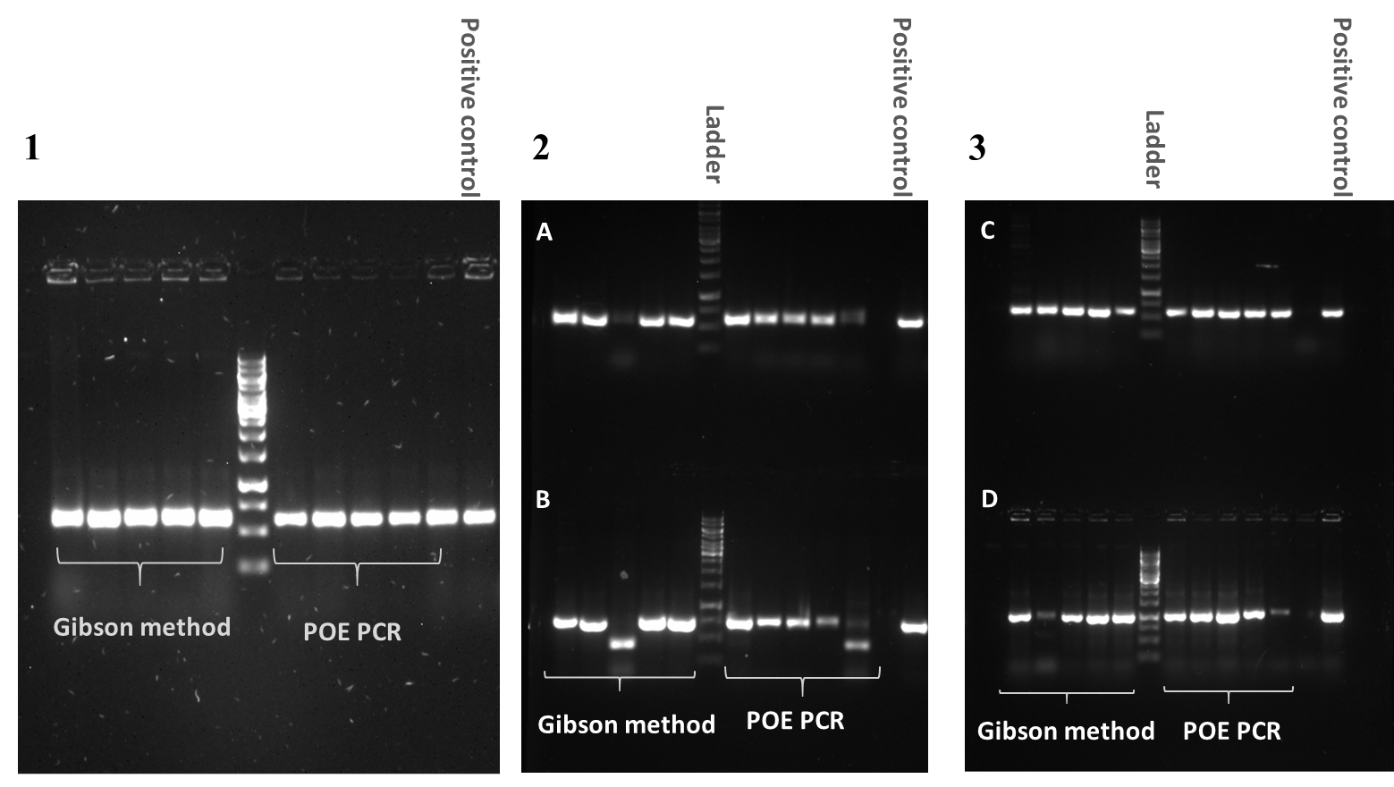 Positive control
1
Gibson method
POE PCR
Ladder
Positive control
2
A
B
Gibson method
POE PCR
Ladder
Positive control
3
C
D
Gibson method
POE PCR